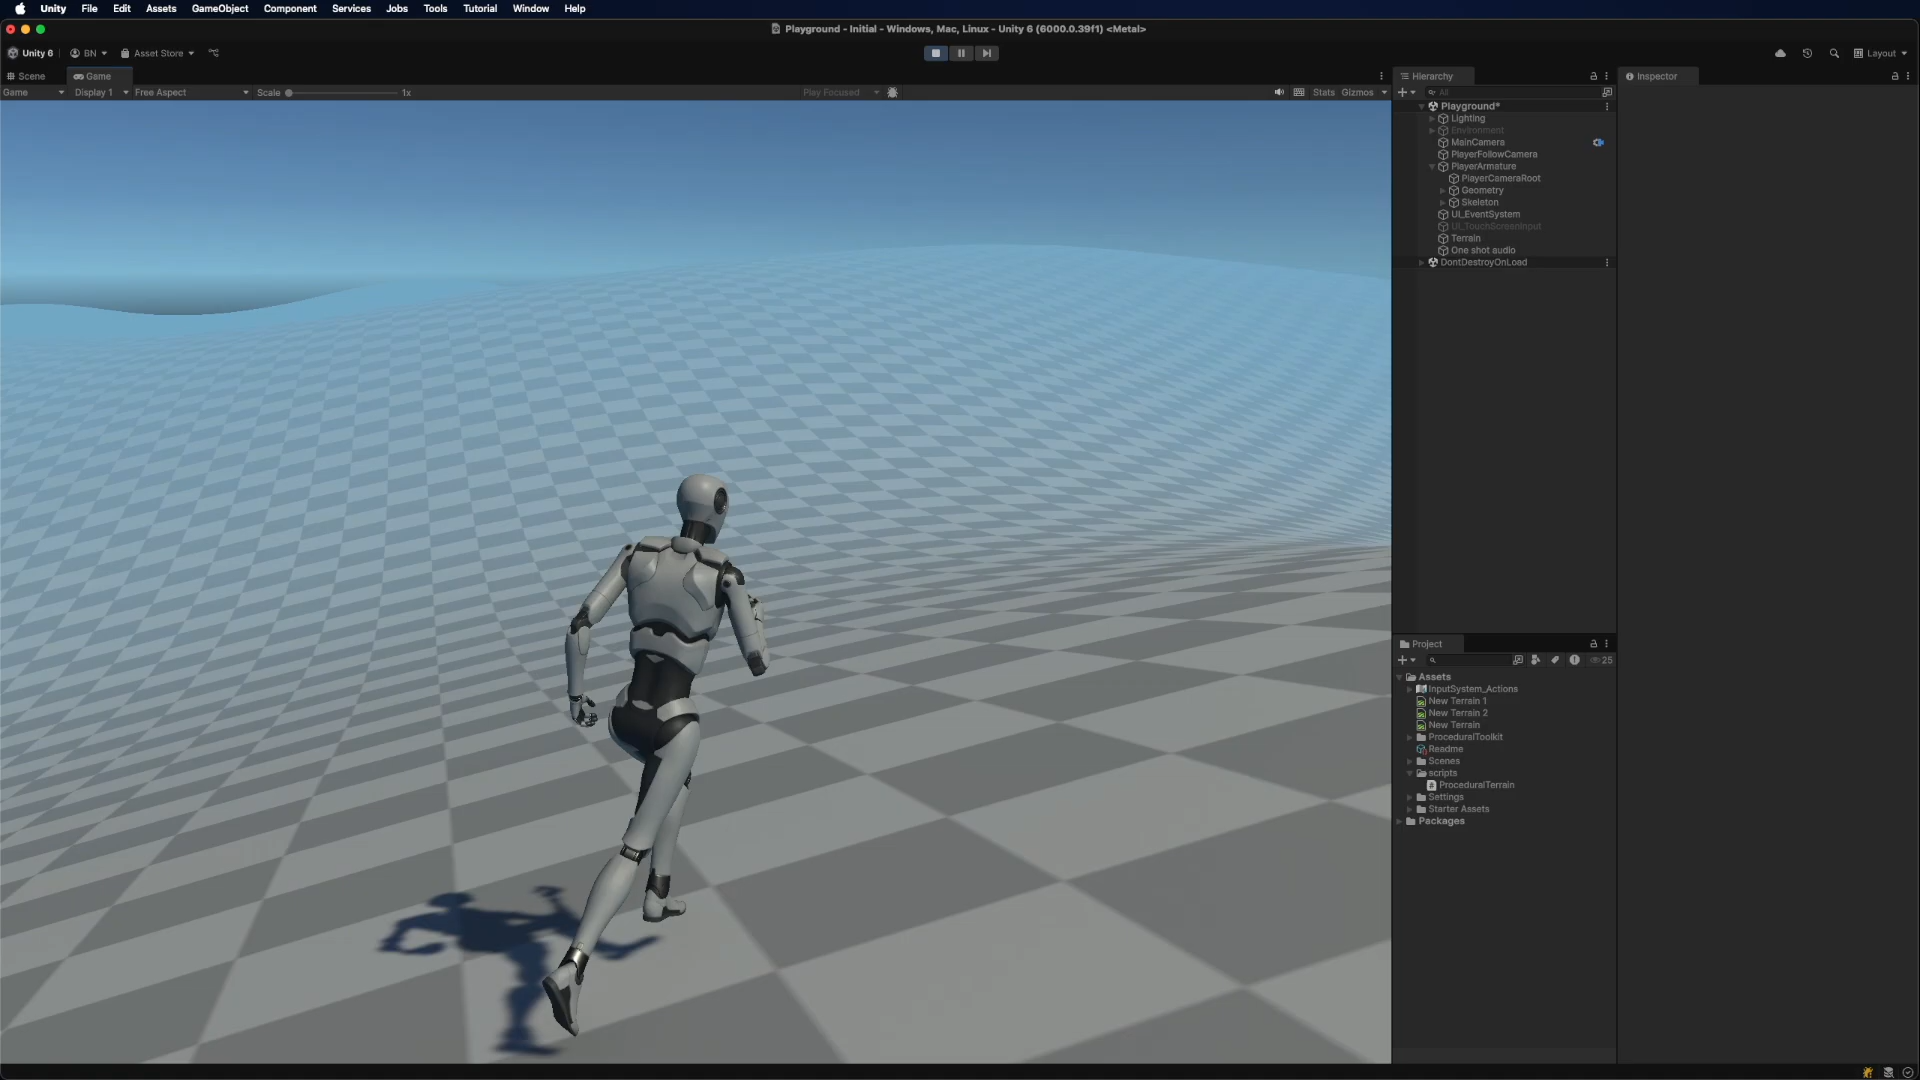 Unity File Edit Assets GameObject Component Services Jobs Tools Tutorial Window Help
Playground - Initial - Windows, Mac, Linux - Unity 6 (6000.0.39f1) <Metal>
Unity 6 BN Asset Store Layout
Scene Game
Game Display 1 Free Aspect Scale 1x Play Focused Stats Gizmos
Hierarchy
All
Playground*
Lighting
Environment
MainCamera
PlayerFollowCamera
PlayerArmature
PlayerCameraRoot
Geometry
Skeleton
UI_EventSystem
UI_TouchScreenInput
Terrain
One shot audio
DontDestroyOnLoad
Inspector
Project
25
Assets
InputSystem_Actions
New Terrain 1
New Terrain 2
New Terrain
ProceduralToolkit
Readme
Scenes
scripts
ProceduralTerrain
Settings
Starter Assets
Packages